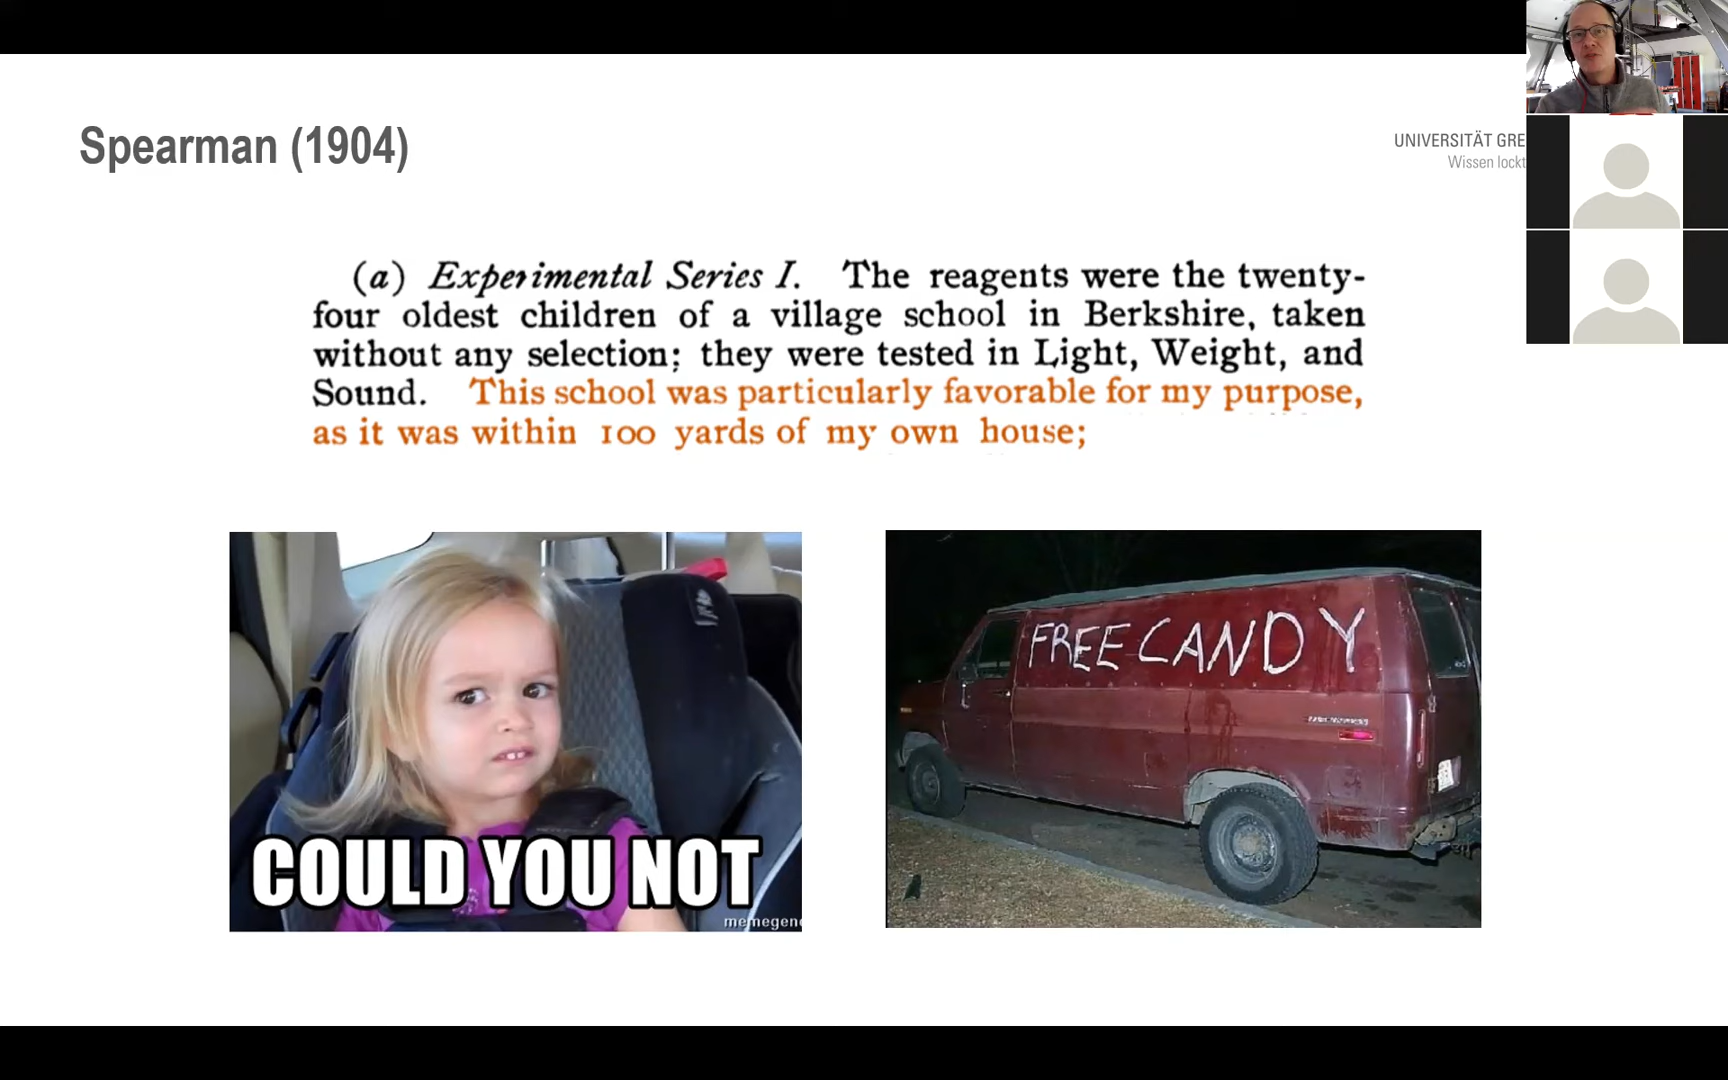 Spearman (1904)
UNIVERSITÄT GRE
Wissen lockt
(a) Experimental Series I. The reagents were the twenty-
four oldest children of a village school in Berkshire, taken
without any selection; they were tested in Light, Weight, and
Sound. This school was particularly favorable for my purpose,
as it was within 100 yards of my own house;
COULD YOU NOT
memegen
FREE CANDY